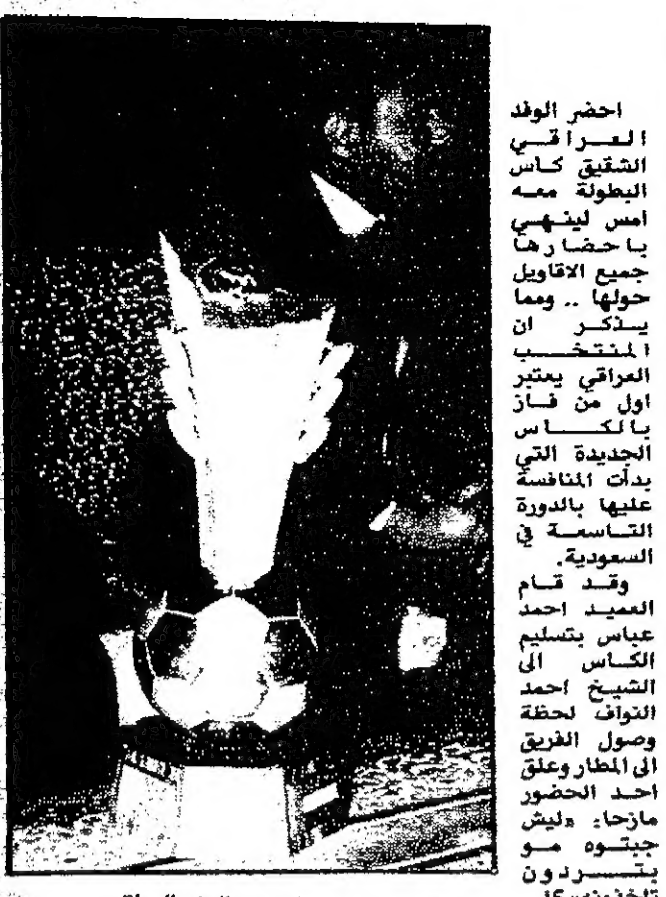 احضر الوفد
العراقي
الشقيق كاس
البطولة معه
امس لينهي
باحضارها
جميع الاقاويل
حولها .. ومما
يذكر ان
المنتخب
العراقي يعتبر
اول من فاز
بالكاس
الجديدة التي
بدأت المنافسة
عليها بالدورة
التاسعة في
السعودية.
وقد قام
العميد احمد
عباس بتسليم
الكاس الى
الشيخ احمد
النواف لحظة
وصول الفريق
الى المطار وعلق
احد الحضور
مازحا: «ليش
جبتوه مو
بتسردون